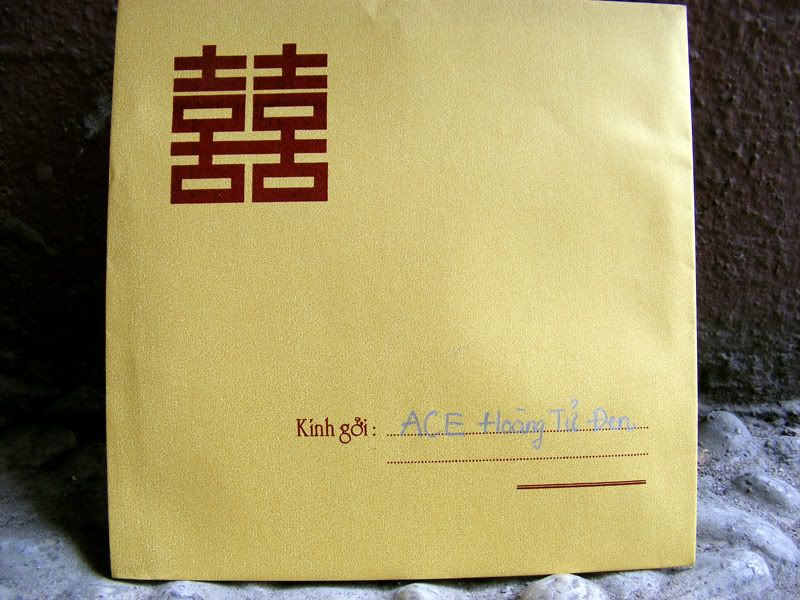 囍
Kính gởi : ACE Hoàng Tử Đen